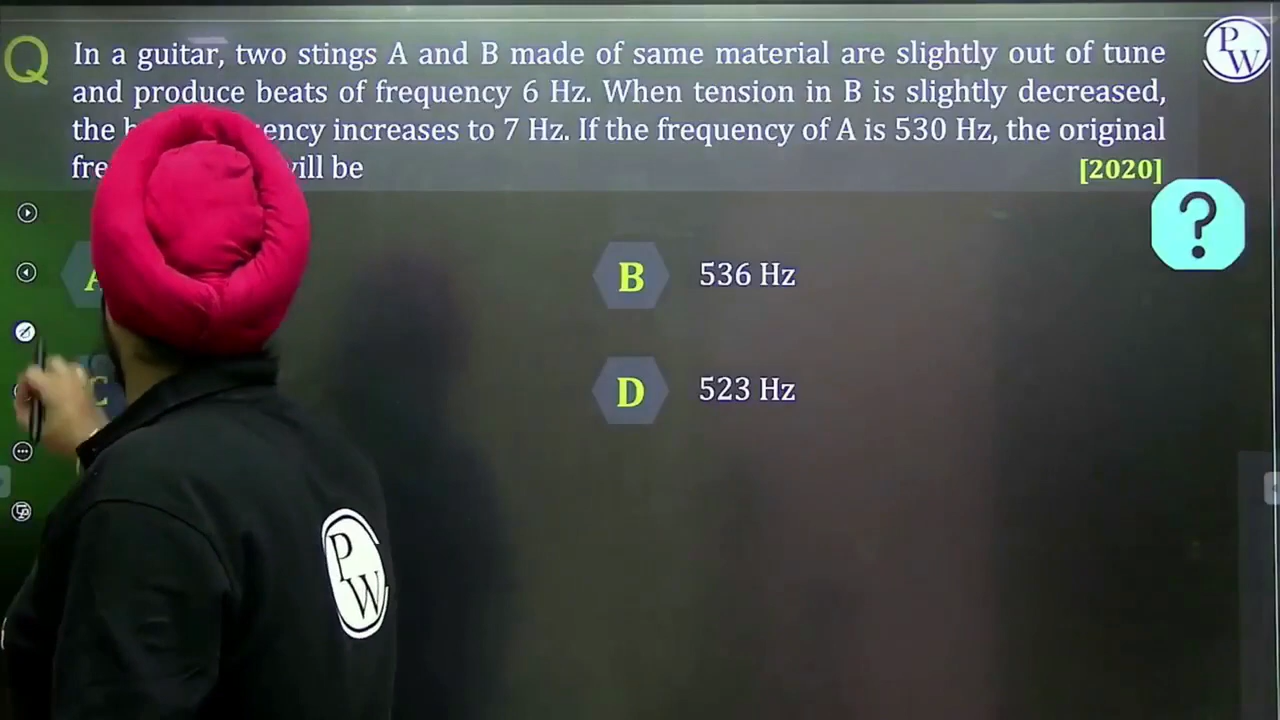 Q In a guitar, two stings A and B made of same material are slightly out of tune
and produce beats of frequency 6 Hz. When tension in B is slightly decreased,
the increases to 7 Hz. If the frequency of A is 530 Hz, the original
will be [2020]
?
A
B 536 Hz
C
D 523 Hz
PW
PW